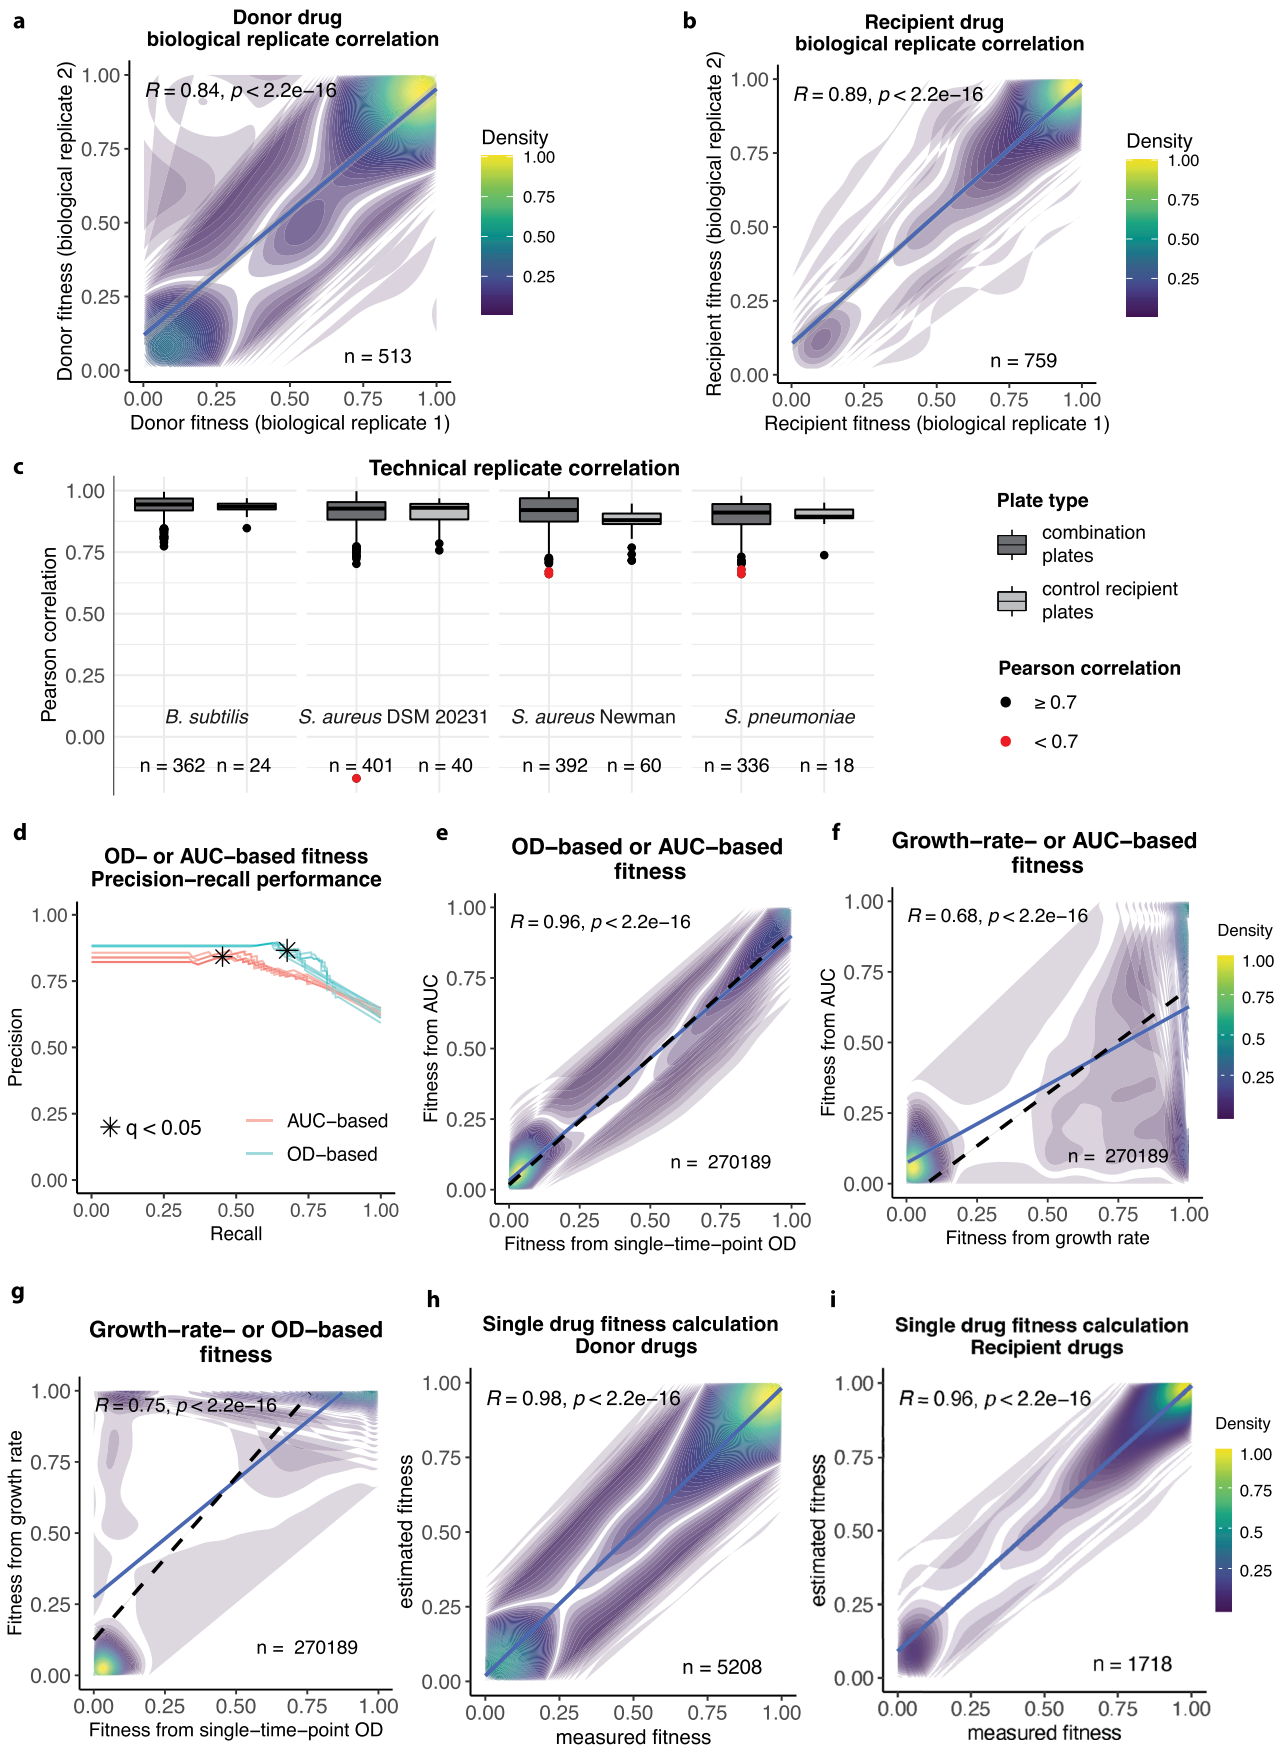 a
Donor drug
biological replicate correlation
Donor fitness (biological replicate 2)
1.00
0.75
0.50
0.25
0.00
R = 0.84, p < 2.2e−16
n = 513
0.00 0.25 0.50 0.75 1.00
Donor fitness (biological replicate 1)
Density
1.00
0.75
0.50
0.25
b
Recipient drug
biological replicate correlation
Recipient fitness (biological replicate 2)
1.00
0.75
0.50
0.25
0.00
R = 0.89, p < 2.2e−16
n = 759
0.00 0.25 0.50 0.75 1.00
Recipient fitness (biological replicate 1)
Density
1.00
0.75
0.50
0.25
c
Technical replicate correlation
Pearson correlation
1.00
0.75
0.50
0.25
0.00
B. subtilis
S. aureus DSM 20231
S. aureus Newman
S. pneumoniae
n = 362 n = 24
n = 401 n = 40
n = 392 n = 60
n = 336 n = 18
Plate type
combination
plates
control recipient
plates
Pearson correlation
≥ 0.7
< 0.7
d
OD− or AUC−based fitness
Precision−recall performance
Precision
1.00
0.75
0.50
0.25
0.00
q < 0.05
AUC−based
OD−based
0.00 0.25 0.50 0.75 1.00
Recall
e
OD−based or AUC−based
fitness
Fitness from AUC
1.00
0.75
0.50
0.25
0.00
R = 0.96, p < 2.2e−16
n = 270189
0.00 0.25 0.50 0.75 1.00
Fitness from single−time−point OD
f
Growth−rate− or AUC−based
fitness
Fitness from AUC
1.00
0.75
0.50
0.25
0.00
R = 0.68, p < 2.2e−16
n = 270189
0.00 0.25 0.50 0.75 1.00
Fitness from growth rate
Density
1.00
0.75
0.5
0.25
g
Growth−rate− or OD−based
fitness
Fitness from growth rate
1.00
0.75
0.50
0.25
0.00
R = 0.75, p < 2.2e−16
n = 270189
0.00 0.25 0.50 0.75 1.00
Fitness from single−time−point OD
h
Single drug fitness calculation
Donor drugs
estimated fitness
1.00
0.75
0.50
0.25
0.00
R = 0.98, p < 2.2e−16
n = 5208
0.00 0.25 0.50 0.75 1.00
measured fitness
i
Single drug fitness calculation
Recipient drugs
estimated fitness
1.00
0.75
0.50
0.25
0.00
R = 0.96, p < 2.2e−16
n = 1718
0.00 0.25 0.50 0.75 1.00
measured fitness
Density
1.00
0.75
0.5
0.25